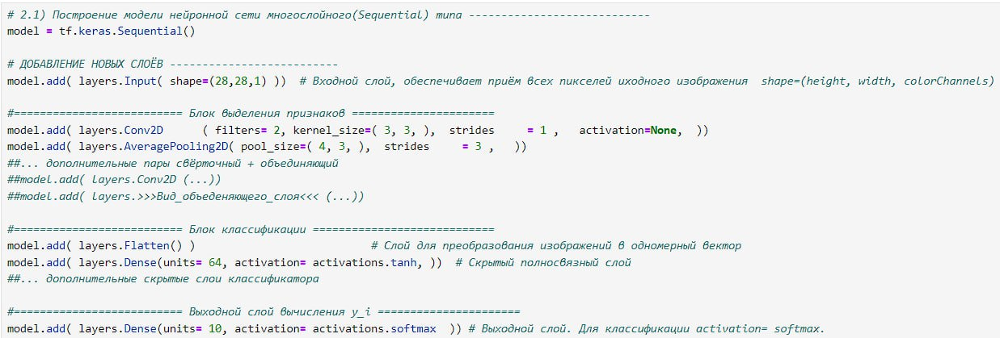 # 2.1) Построение модели нейронной сети многослойного(Sequential) типа ----------------------------
model = tf.keras.Sequential()
# ДОБАВЛЕНИЕ НОВЫХ СЛОЁВ --------------------------
model.add( layers.Input( shape=(28,28,1) ))  # Входной слой, обеспечивает приём всех пикселей иходного изображения  shape=(height, width, colorChannels)
#========================== Блок выделения признаков ======================
model.add( layers.Conv2D      ( filters= 2, kernel_size=( 3, 3, ),  strides     = 1 ,   activation=None,  ))
model.add( layers.AveragePooling2D( pool_size=( 4, 3, ),  strides     = 3 ,   ))
##... дополнительные пары свёрточный + объединяющий
##model.add( layers.Conv2D (...))
##model.add( layers.>>>Вид_объеденяющего_слоя<<< (...))
#========================== Блок классификации ============================
model.add( layers.Flatten() )                           # Слой для преобразования изображений в одномерный вектор
model.add( layers.Dense(units= 64, activation= activations.tanh, ))  # Скрытый полносвязный слой
##... дополнительные скрытые слои классификатора
#========================== Выходной слой вычисления y_i ======================
model.add( layers.Dense(units= 10, activation= activations.softmax  )) # Выходной слой. Для классификации activation= softmax.